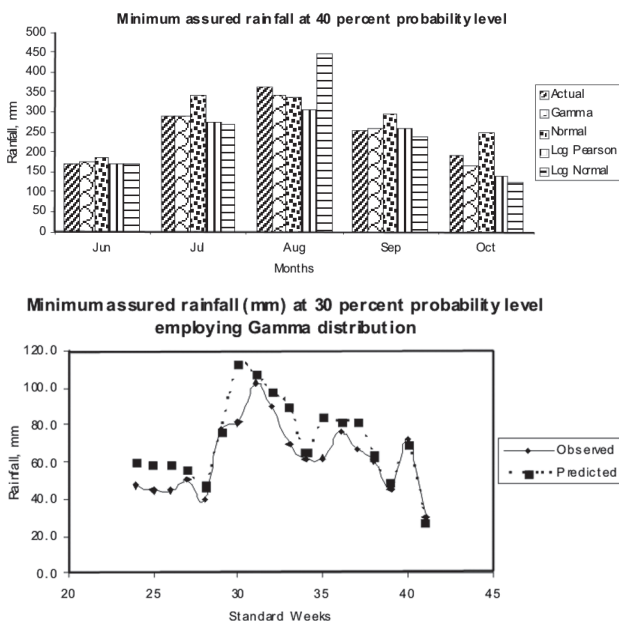 Minimum assured rainfall at 40 percent probability level
500
450
400
350
300
250
200
150
100
50
0
Rainfall, mm
Jun Jul Aug Sep Oct
Months
Actual
Gamma
Normal
Log Pearson
Log Normal
Minimum assured rainfall (mm) at 30 percent probability level
employing Gamma distribution
120.0
100.0
80.0
60.0
40.0
20.0
0.0
Rainfall, mm
20 25 30 35 40 45
Standard Weeks
Observed
Predicted